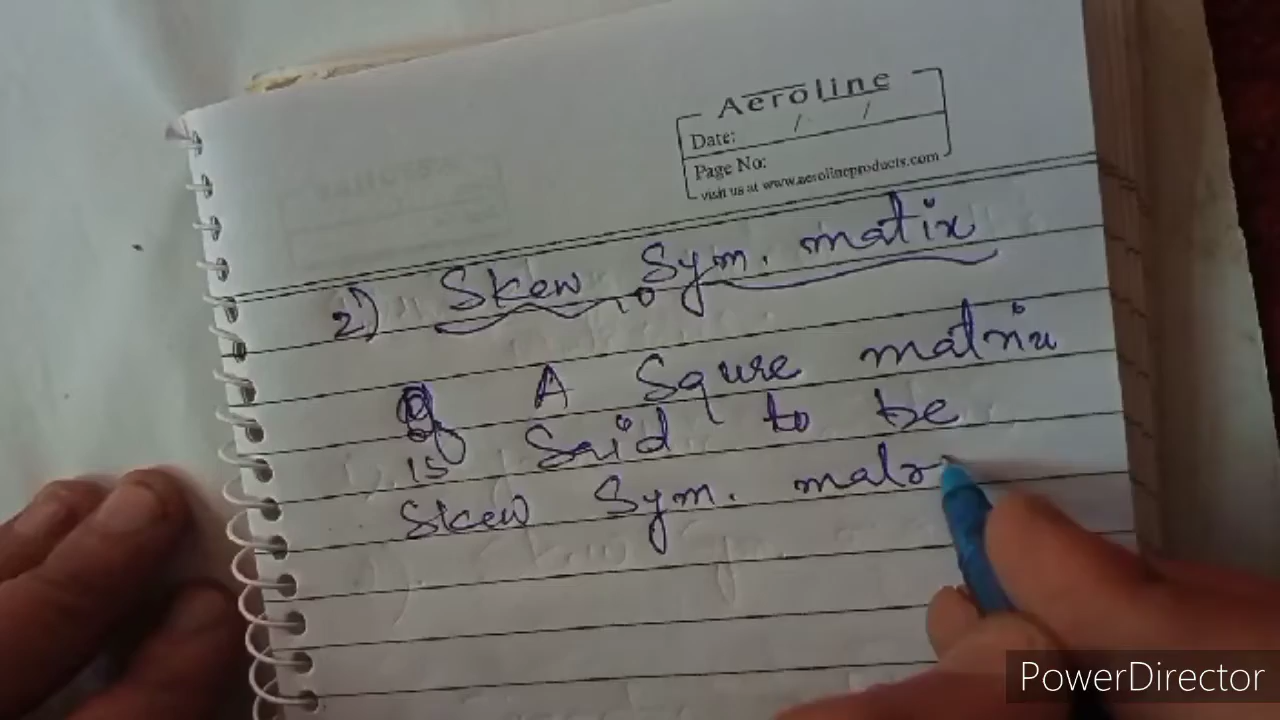 Aeroline
Date: / /
Page No:
visit us at www.aerolineproducts.com
2) Skew Sym. matix
A Squre matrix
is Said to be
Skew Sym. matr
PowerDirector